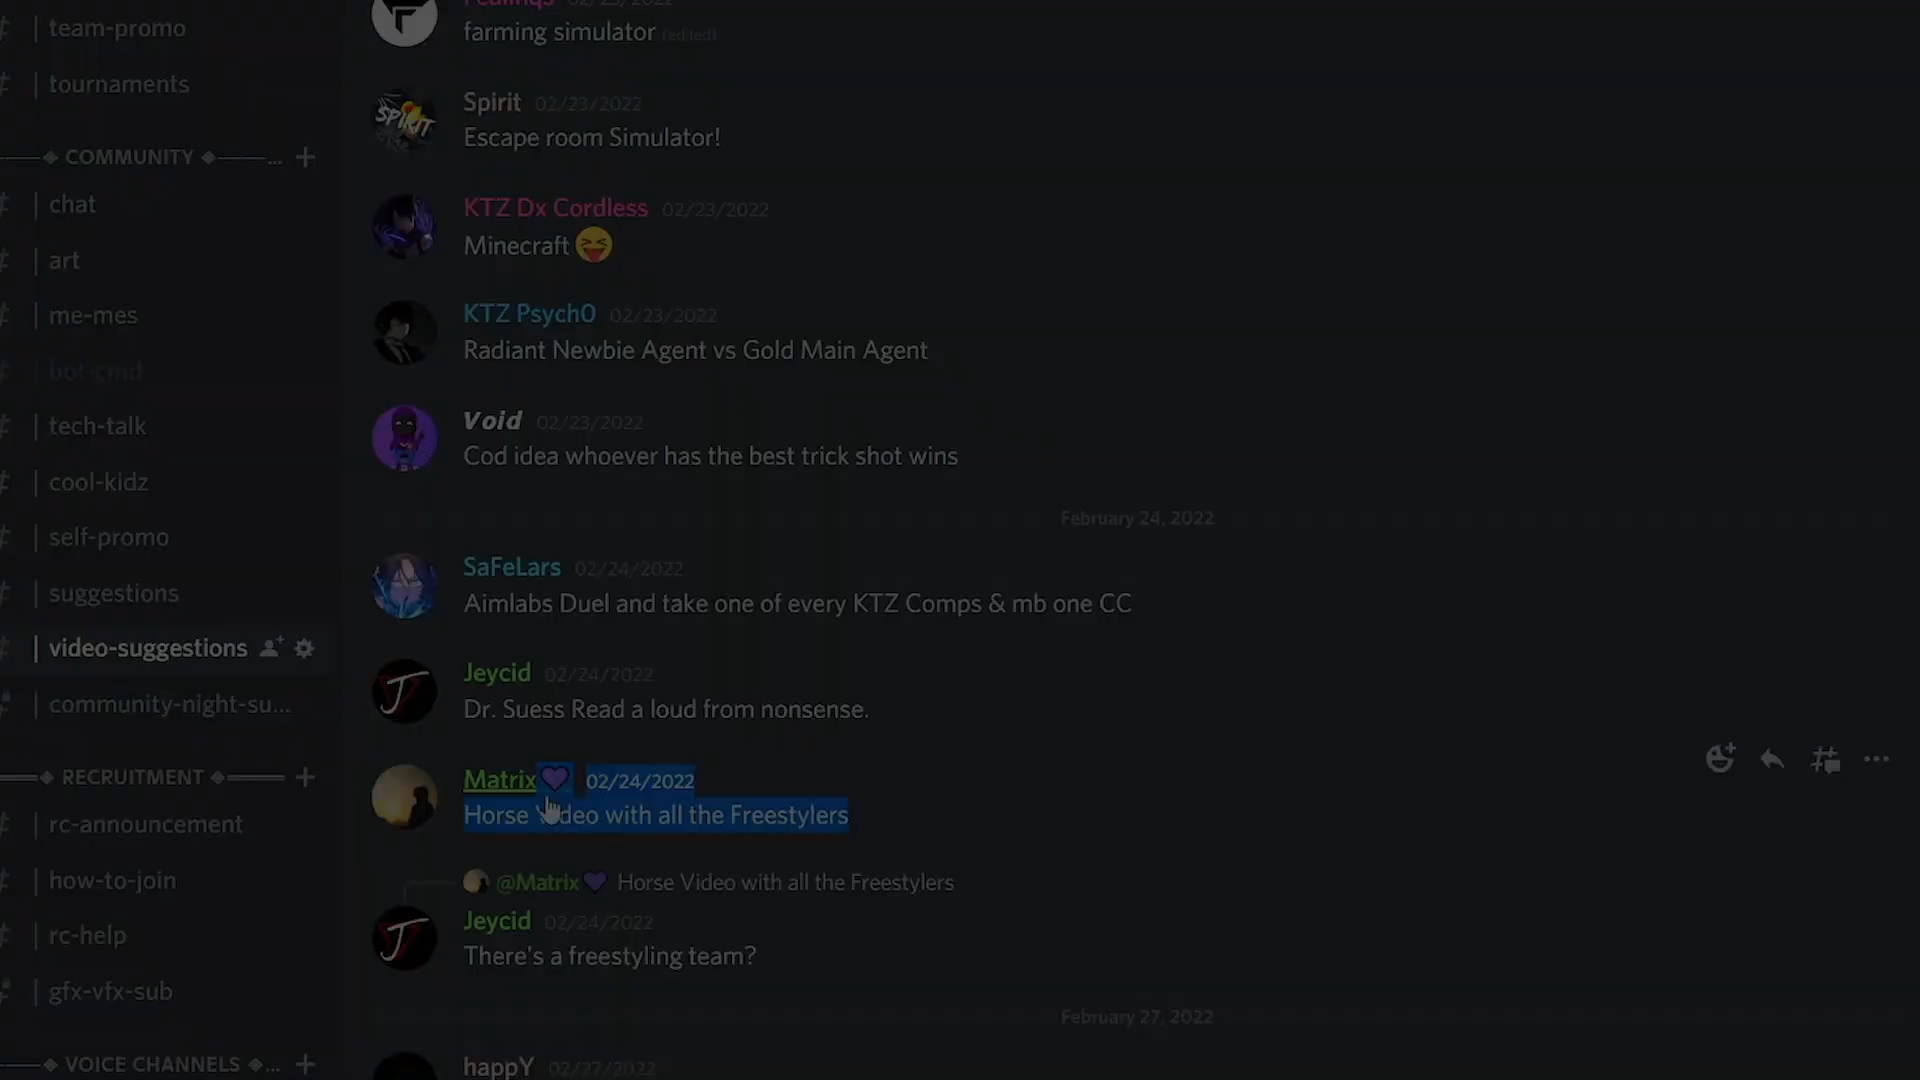 team-promo
tournaments
COMMUNITY
chat
art
me-mes
bot-cmd
tech-talk
cool-kidz
self-promo
suggestions
video-suggestions
community-night-su...
RECRUITMENT
rc-announcement
how-to-join
rc-help
gfx-vfx-sub
VOICE CHANNELS ...
02/23/2022
farming simulator (edited)
SPIRIT
Spirit 02/23/2022
Escape room Simulator!
KTZ Dx Cordless 02/23/2022
Minecraft 😝
KTZ Psych0 02/23/2022
Radiant Newbie Agent vs Gold Main Agent
Void 02/23/2022
Cod idea whoever has the best trick shot wins
February 24, 2022
SaFeLars 02/24/2022
Aimlabs Duel and take one of every KTZ Comps & mb one CC
Jeycid 02/24/2022
Dr. Suess Read a loud from nonsense.
Matrix💜 02/24/2022
Horse Video with all the Freestylers
@Matrix💜 Horse Video with all the Freestylers
Jeycid 02/24/2022
There's a freestyling team?
February 27, 2022
happY 02/27/2022